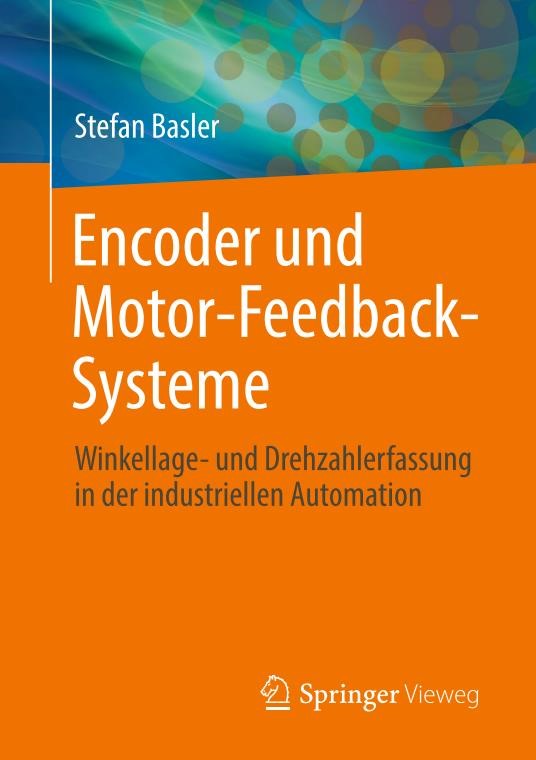 Stefan Basler
Encoder und
Motor-Feedback-
Systeme
Winkellage- und Drehzahlerfassung
in der industriellen Automation
Springer Vieweg